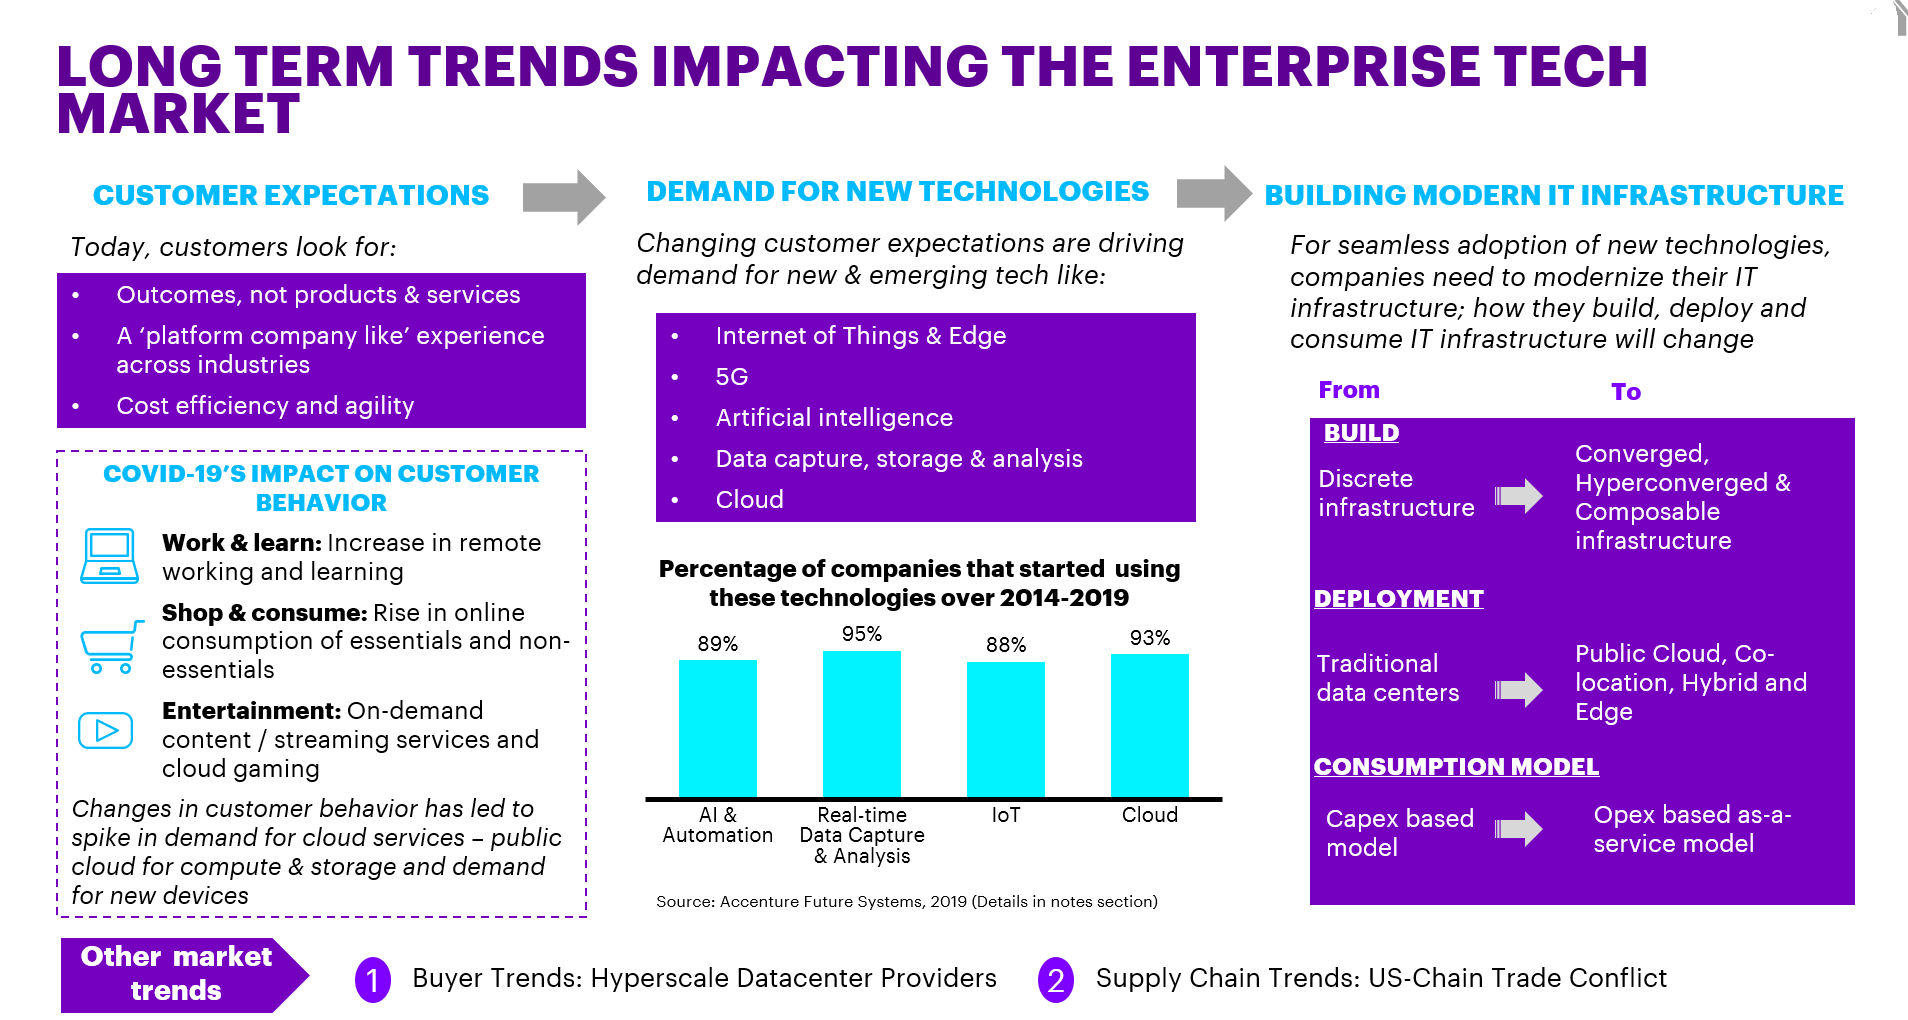 LONG TERM TRENDS IMPACTING THE ENTERPRISE TECH
MARKET
CUSTOMER EXPECTATIONS
Today, customers look for:
• Outcomes, not products & services
• A ‘platform company like’ experience
across industries
• Cost efficiency and agility
COVID-19’S IMPACT ON CUSTOMER
BEHAVIOR
Work & learn: Increase in remote
working and learning
Shop & consume: Rise in online
consumption of essentials and non-
essentials
Entertainment: On-demand
content / streaming services and
cloud gaming
Changes in customer behavior has led to
spike in demand for cloud services – public
cloud for compute & storage and demand
for new devices
DEMAND FOR NEW TECHNOLOGIES
Changing customer expectations are driving
demand for new & emerging tech like:
• Internet of Things & Edge
• 5G
• Artificial intelligence
• Data capture, storage & analysis
• Cloud
Percentage of companies that started using
these technologies over 2014-2019
89%
95%
88%
93%
AI &
Automation
Real-time
Data Capture
& Analysis
IoT
Cloud
Source: Accenture Future Systems, 2019 (Details in notes section)
BUILDING MODERN IT INFRASTRUCTURE
For seamless adoption of new technologies,
companies need to modernize their IT
infrastructure; how they build, deploy and
consume IT infrastructure will change
From
To
BUILD
Discrete
infrastructure
Converged,
Hyperconverged &
Composable
infrastructure
DEPLOYMENT
Traditional
data centers
Public Cloud, Co-
location, Hybrid and
Edge
CONSUMPTION MODEL
Capex based
model
Opex based as-a-
service model
Other market
trends
1 Buyer Trends: Hyperscale Datacenter Providers
2 Supply Chain Trends: US-Chain Trade Conflict